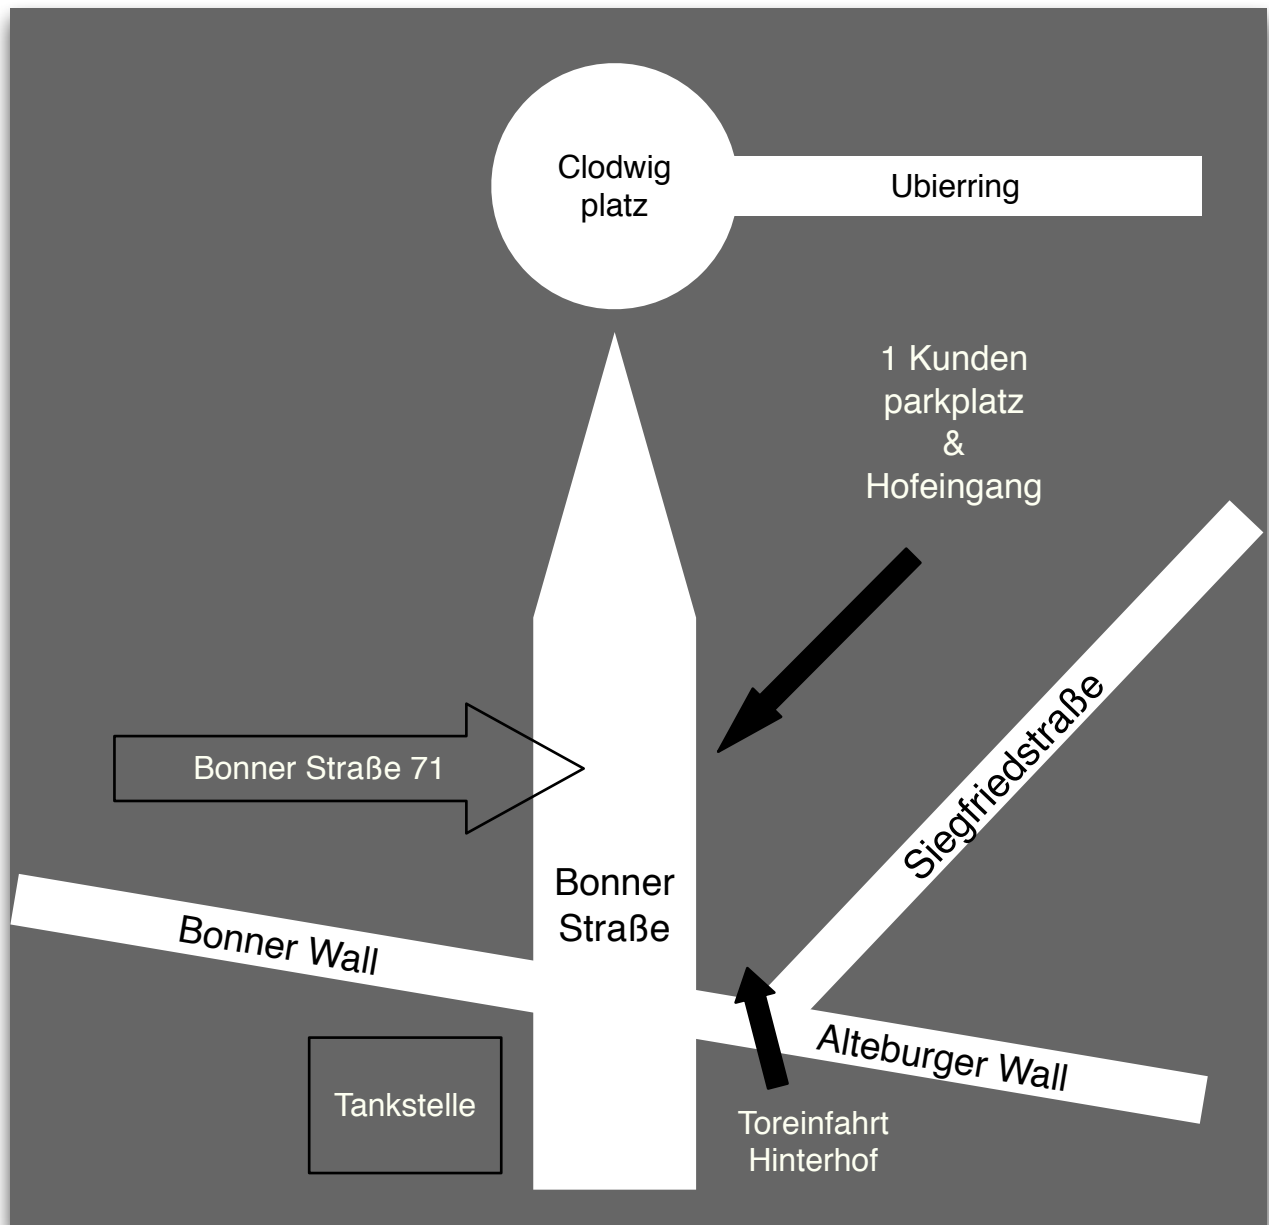 Clodwig
platz
Ubierring
1 Kunden
parkplatz
&
Hofeingang
Siegfriedstraße
Bonner Straße 71
Bonner
Straße
Bonner Wall
Alteburger Wall
Tankstelle
Toreinfahrt
Hinterhof